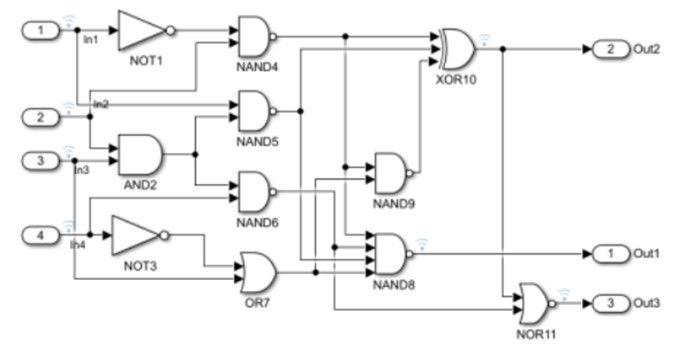 1
In1
NOT1
NAND4
XOR10
2
Out2
In2
2
NAND5
3
In3
AND2
NAND9
4
In4
NAND6
NOT3
NAND8
1
Out1
OR7
3
Out3
NOR11